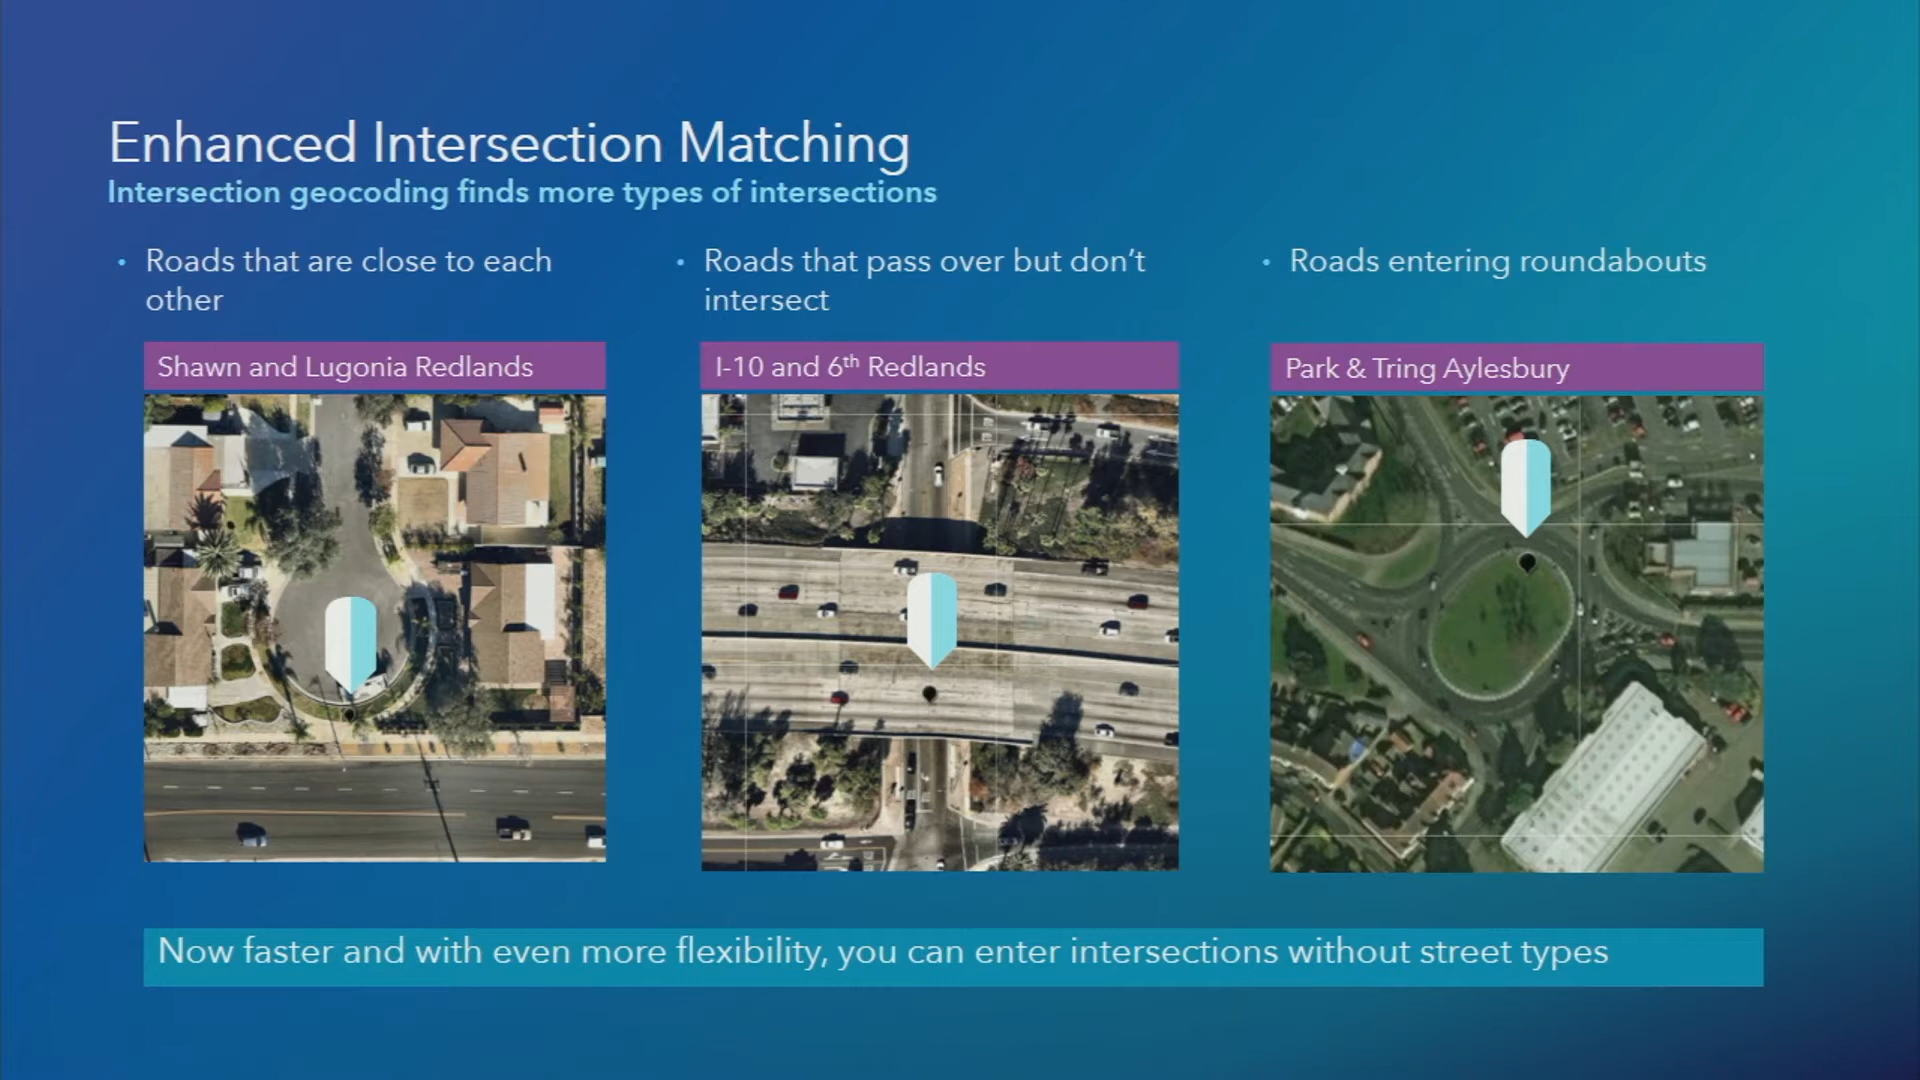 Enhanced Intersection Matching
Intersection geocoding finds more types of intersections
• Roads that are close to each
other
• Roads that pass over but don’t
intersect
• Roads entering roundabouts
Shawn and Lugonia Redlands
I-10 and 6th Redlands
Park & Tring Aylesbury
Now faster and with even more flexibility, you can enter intersections without street types